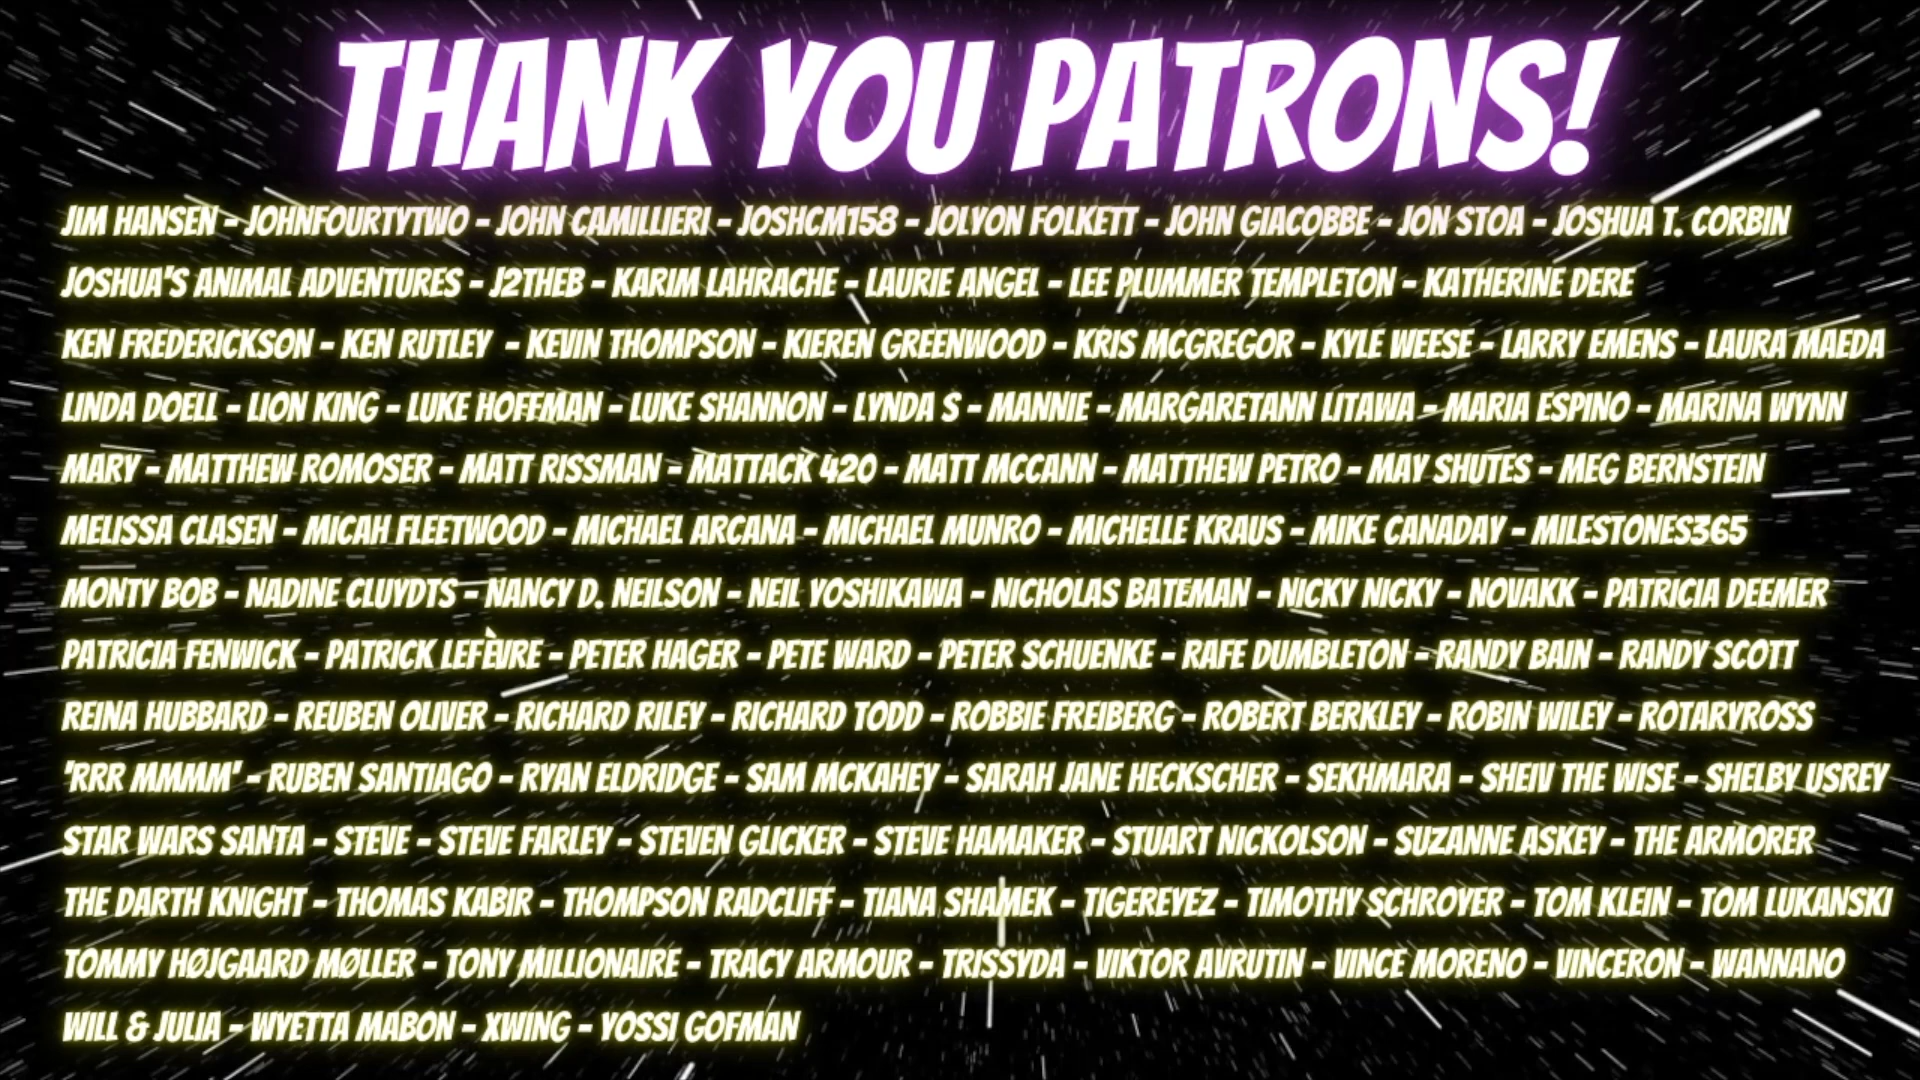 THANK YOU PATRONS!
JIM HANSEN - JOHNFOURTYTWO - JOHN CAMILLIERI - JOSHCM158 - JOLYON FOLKETT - JOHN GIACOBBE - JON STOA - JOSHUA T. CORBIN
JOSHUA'S ANIMAL ADVENTURES - J2THEB - KARIM LAHRACHE - LAURIE ANGEL - LEE PLUMMER TEMPLETON - KATHERINE DERE
KEN FREDERICKSON - KEN RUTLEY - KEVIN THOMPSON - KIEREN GREENWOOD - KRIS MCGREGOR - KYLE WEESE - LARRY EMENS - LAURA MAEDA
LINDA DOELL - LION KING - LUKE HOFFMAN - LUKE SHANNON - LYNDA S - MANNIE - MARGARETANN LITAWA - MARIA ESPINO - MARINA WYNN
MARY - MATTHEW ROMOSER - MATT RISSMAN - MATTACK 420 - MATT MCCANN - MATTHEW PETRO - MAY SHUTES - MEG BERNSTEIN
MELISSA CLASEN - MICAH FLEETWOOD - MICHAEL ARCANA - MICHAEL MUNRO - MICHELLE KRAUS - MIKE CANADAY - MILESTONES365
MONTY BOB - NADINE CLUYDTS - NANCY D. NEILSON - NEIL YOSHIKAWA - NICHOLAS BATEMAN - NICKY NICKY - NOVAKK - PATRICIA DEEMER
PATRICIA FENWICK - PATRICK LEFÈVRE - PETER HAGER - PETE WARD - PETER SCHUENKE - RAFE DUMBLETON - RANDY BAIN - RANDY SCOTT
REINA HUBBARD - REUBEN OLIVER - RICHARD RILEY - RICHARD TODD - ROBBIE FREIBERG - ROBERT BERKLEY - ROBIN WILEY - ROTARYROSS
'RRR MMMM' - RUBEN SANTIAGO - RYAN ELDRIDGE - SAM MCKAHEY - SARAH JANE HECKSCHER - SEKHMARA - SHEIV THE WISE - SHELBY USREY
STAR WARS SANTA - STEVE - STEVE FARLEY - STEVEN GLICKER - STEVE HAMAKER - STUART NICKOLSON - SUZANNE ASKEY - THE ARMORER
THE DARTH KNIGHT - THOMAS KABIR - THOMPSON RADCLIFF - TIANA SHAMEK - TIGEREYEZ - TIMOTHY SCHROYER - TOM KLEIN - TOM LUKANSKI
TOMMY HØJGAARD MØLLER - TONY MILLIONAIRE - TRACY ARMOUR - TRISSYDA - VIKTOR AVRUTIN - VINCE MORENO - VINCERON - WANNANO
WILL & JULIA - WYETTA MABON - XWING - YOSSI GOFMAN